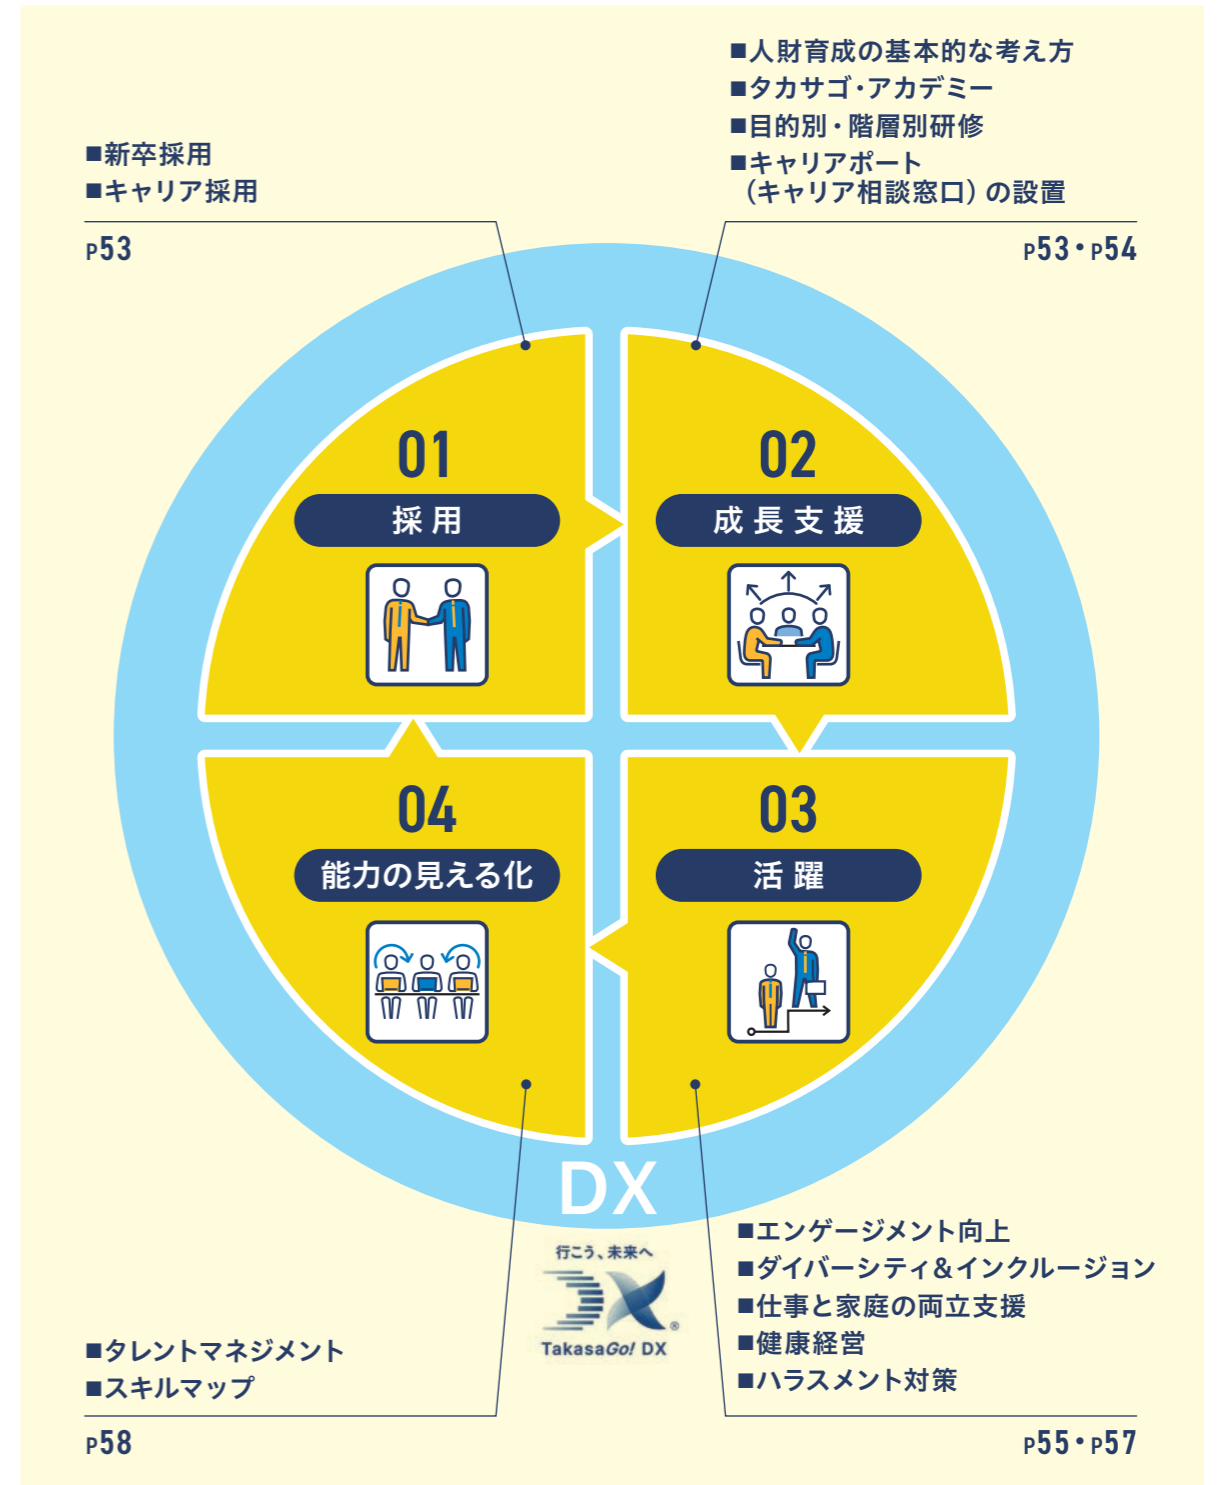 ■新卒採用
■キャリア採用
P53
■人財育成の基本的な考え方
■タカサゴ・アカデミー
■目的別・階層別研修
■キャリアポート
（キャリア相談窓口）の設置
P53・P54
01
採用
02
成長支援
04
能力の見える化
03
活躍
DX
行こう、未来へ
DX®
TakasaGo! DX
■タレントマネジメント
■スキルマップ
P58
■エンゲージメント向上
■ダイバーシティ&インクルージョン
■仕事と家庭の両立支援
■健康経営
■ハラスメント対策
P55・P57